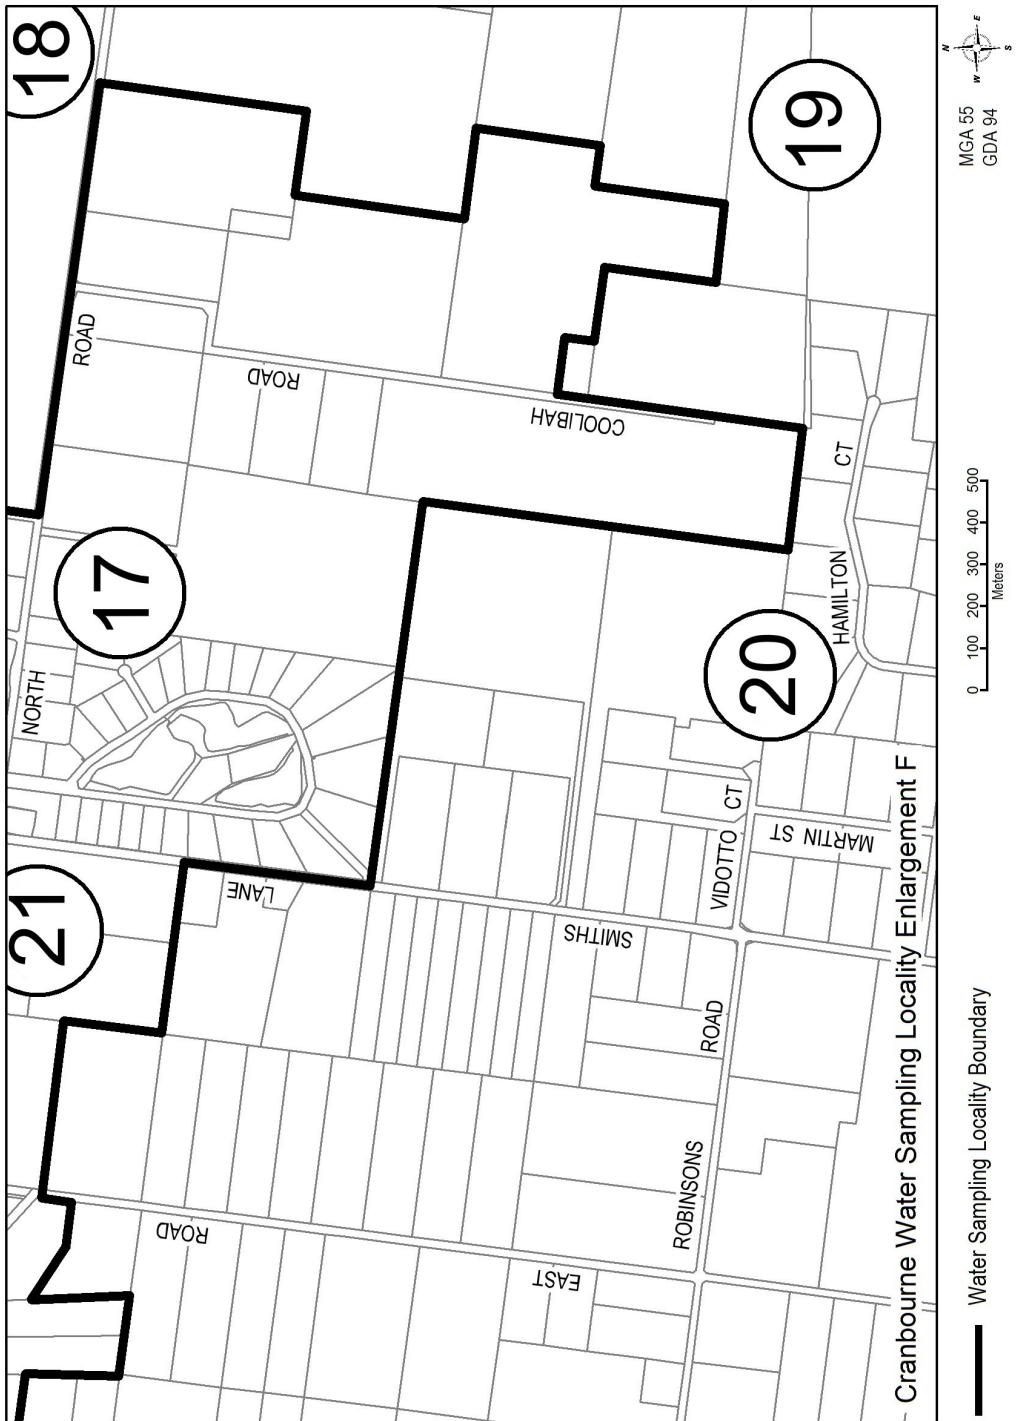 18
17
21
19
20
ROAD
NORTH
ROAD
COOLIBAH
LANE
SMITHS
CT
HAMILTON
CT
VIDOTTO
MARTIN ST
ROAD
ROBINSONS
ROAD
EAST
Cranbourne Water Sampling Locality Enlargement F
Water Sampling Locality Boundary
0 100 200 300 400 500
Meters
MGA 55
GDA 94
N
E
S
W